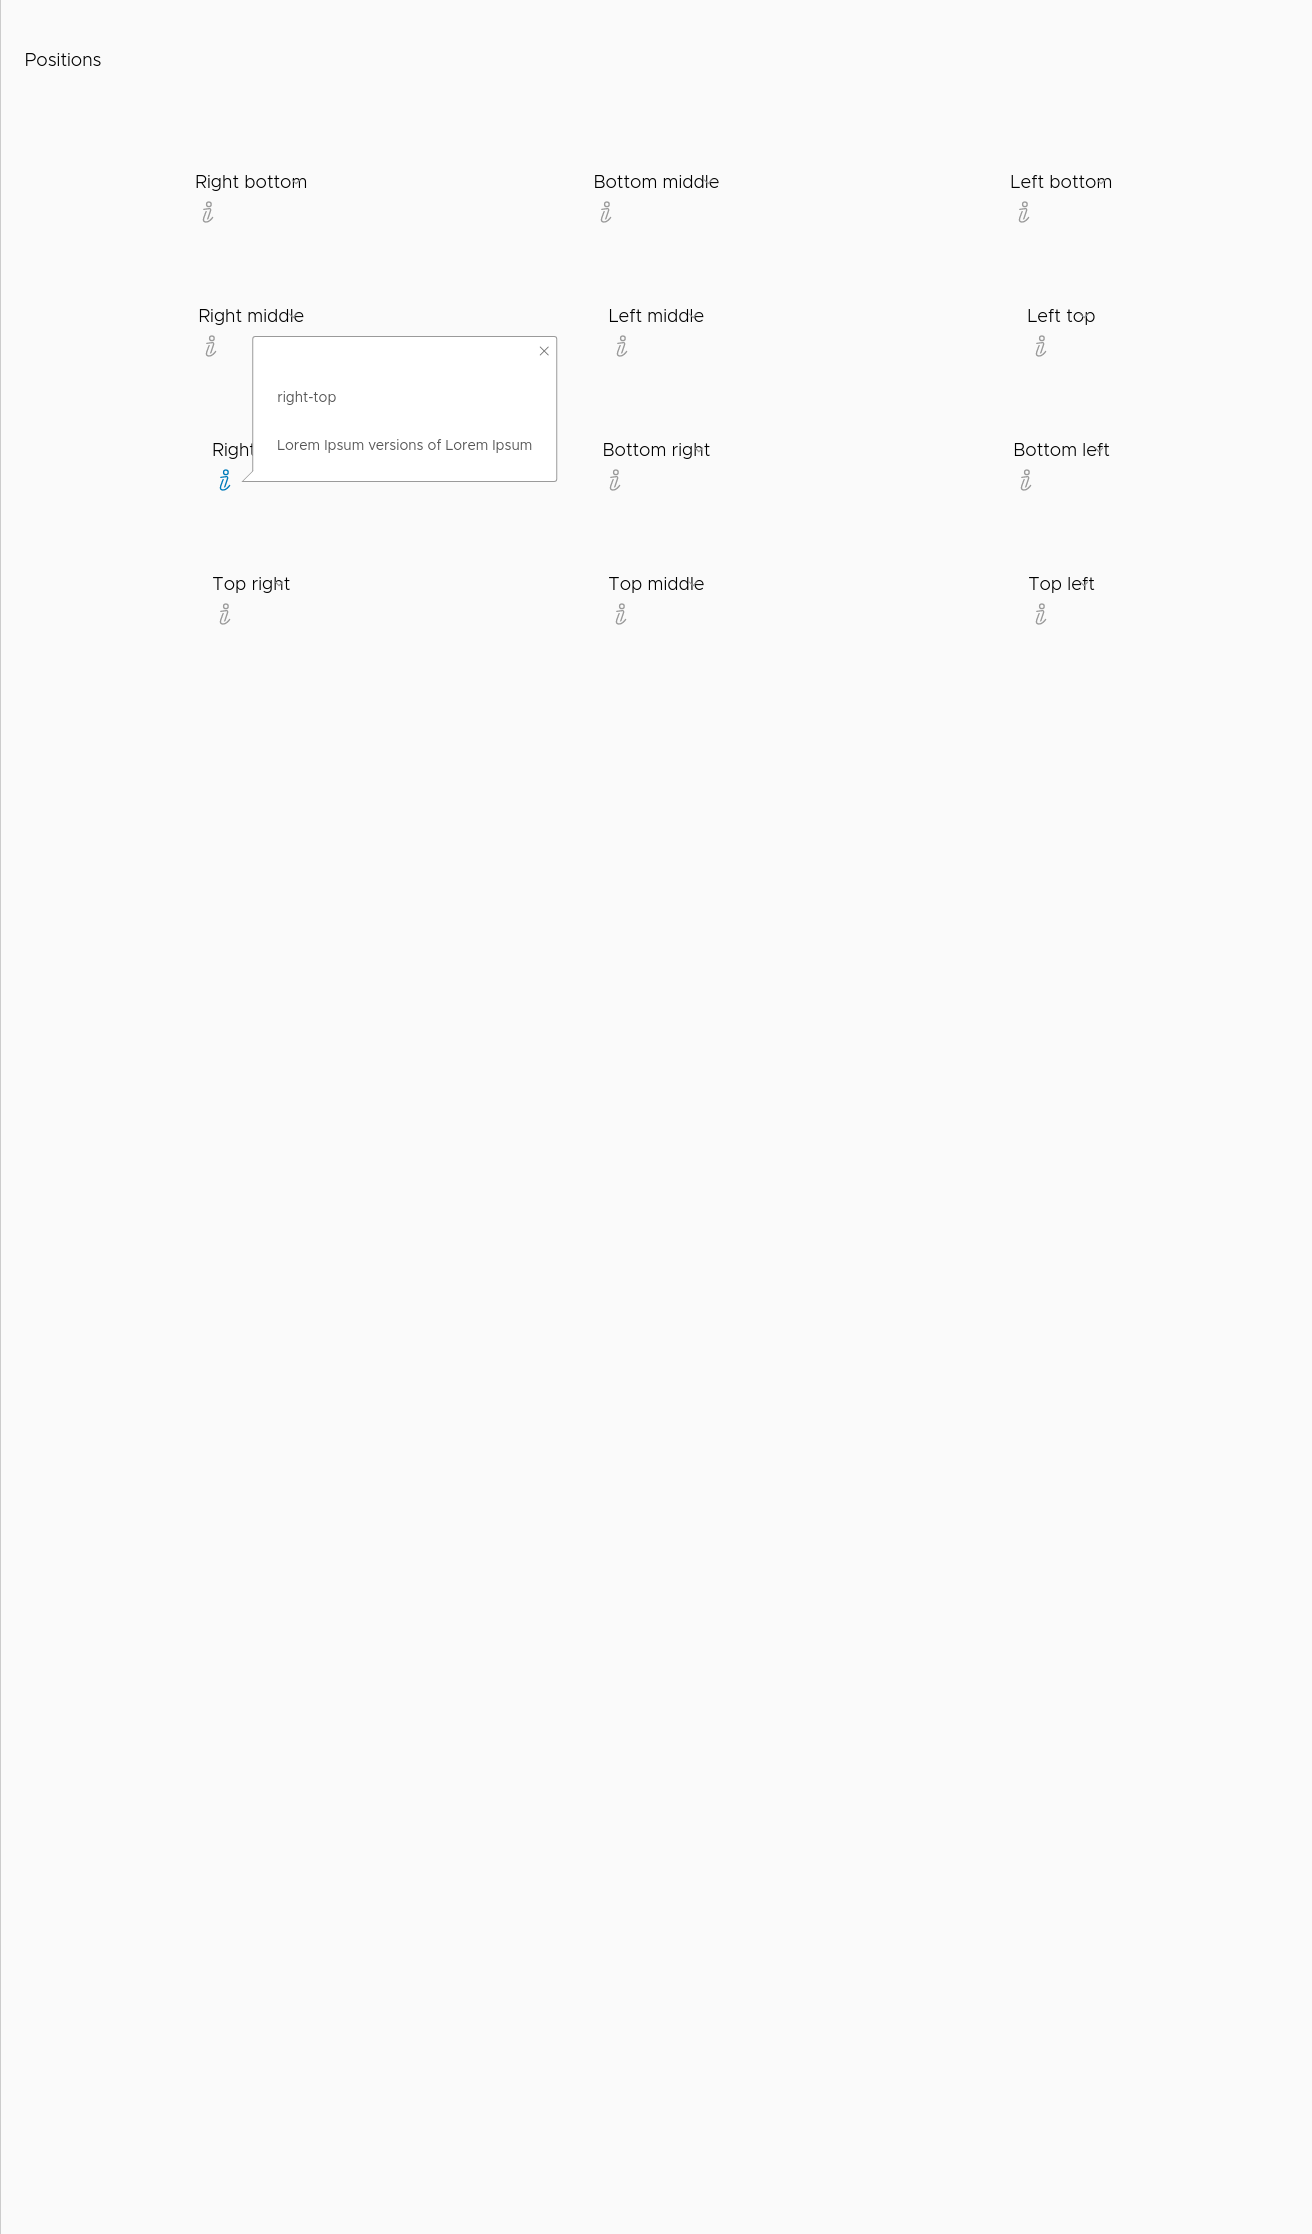 Positions
Right bottom
Bottom middle
Left bottom
Right middle
Left middle
Left top
right-top
Lorem Ipsum versions of Lorem Ipsum
Right
Bottom right
Bottom left
Top right
Top middle
Top left